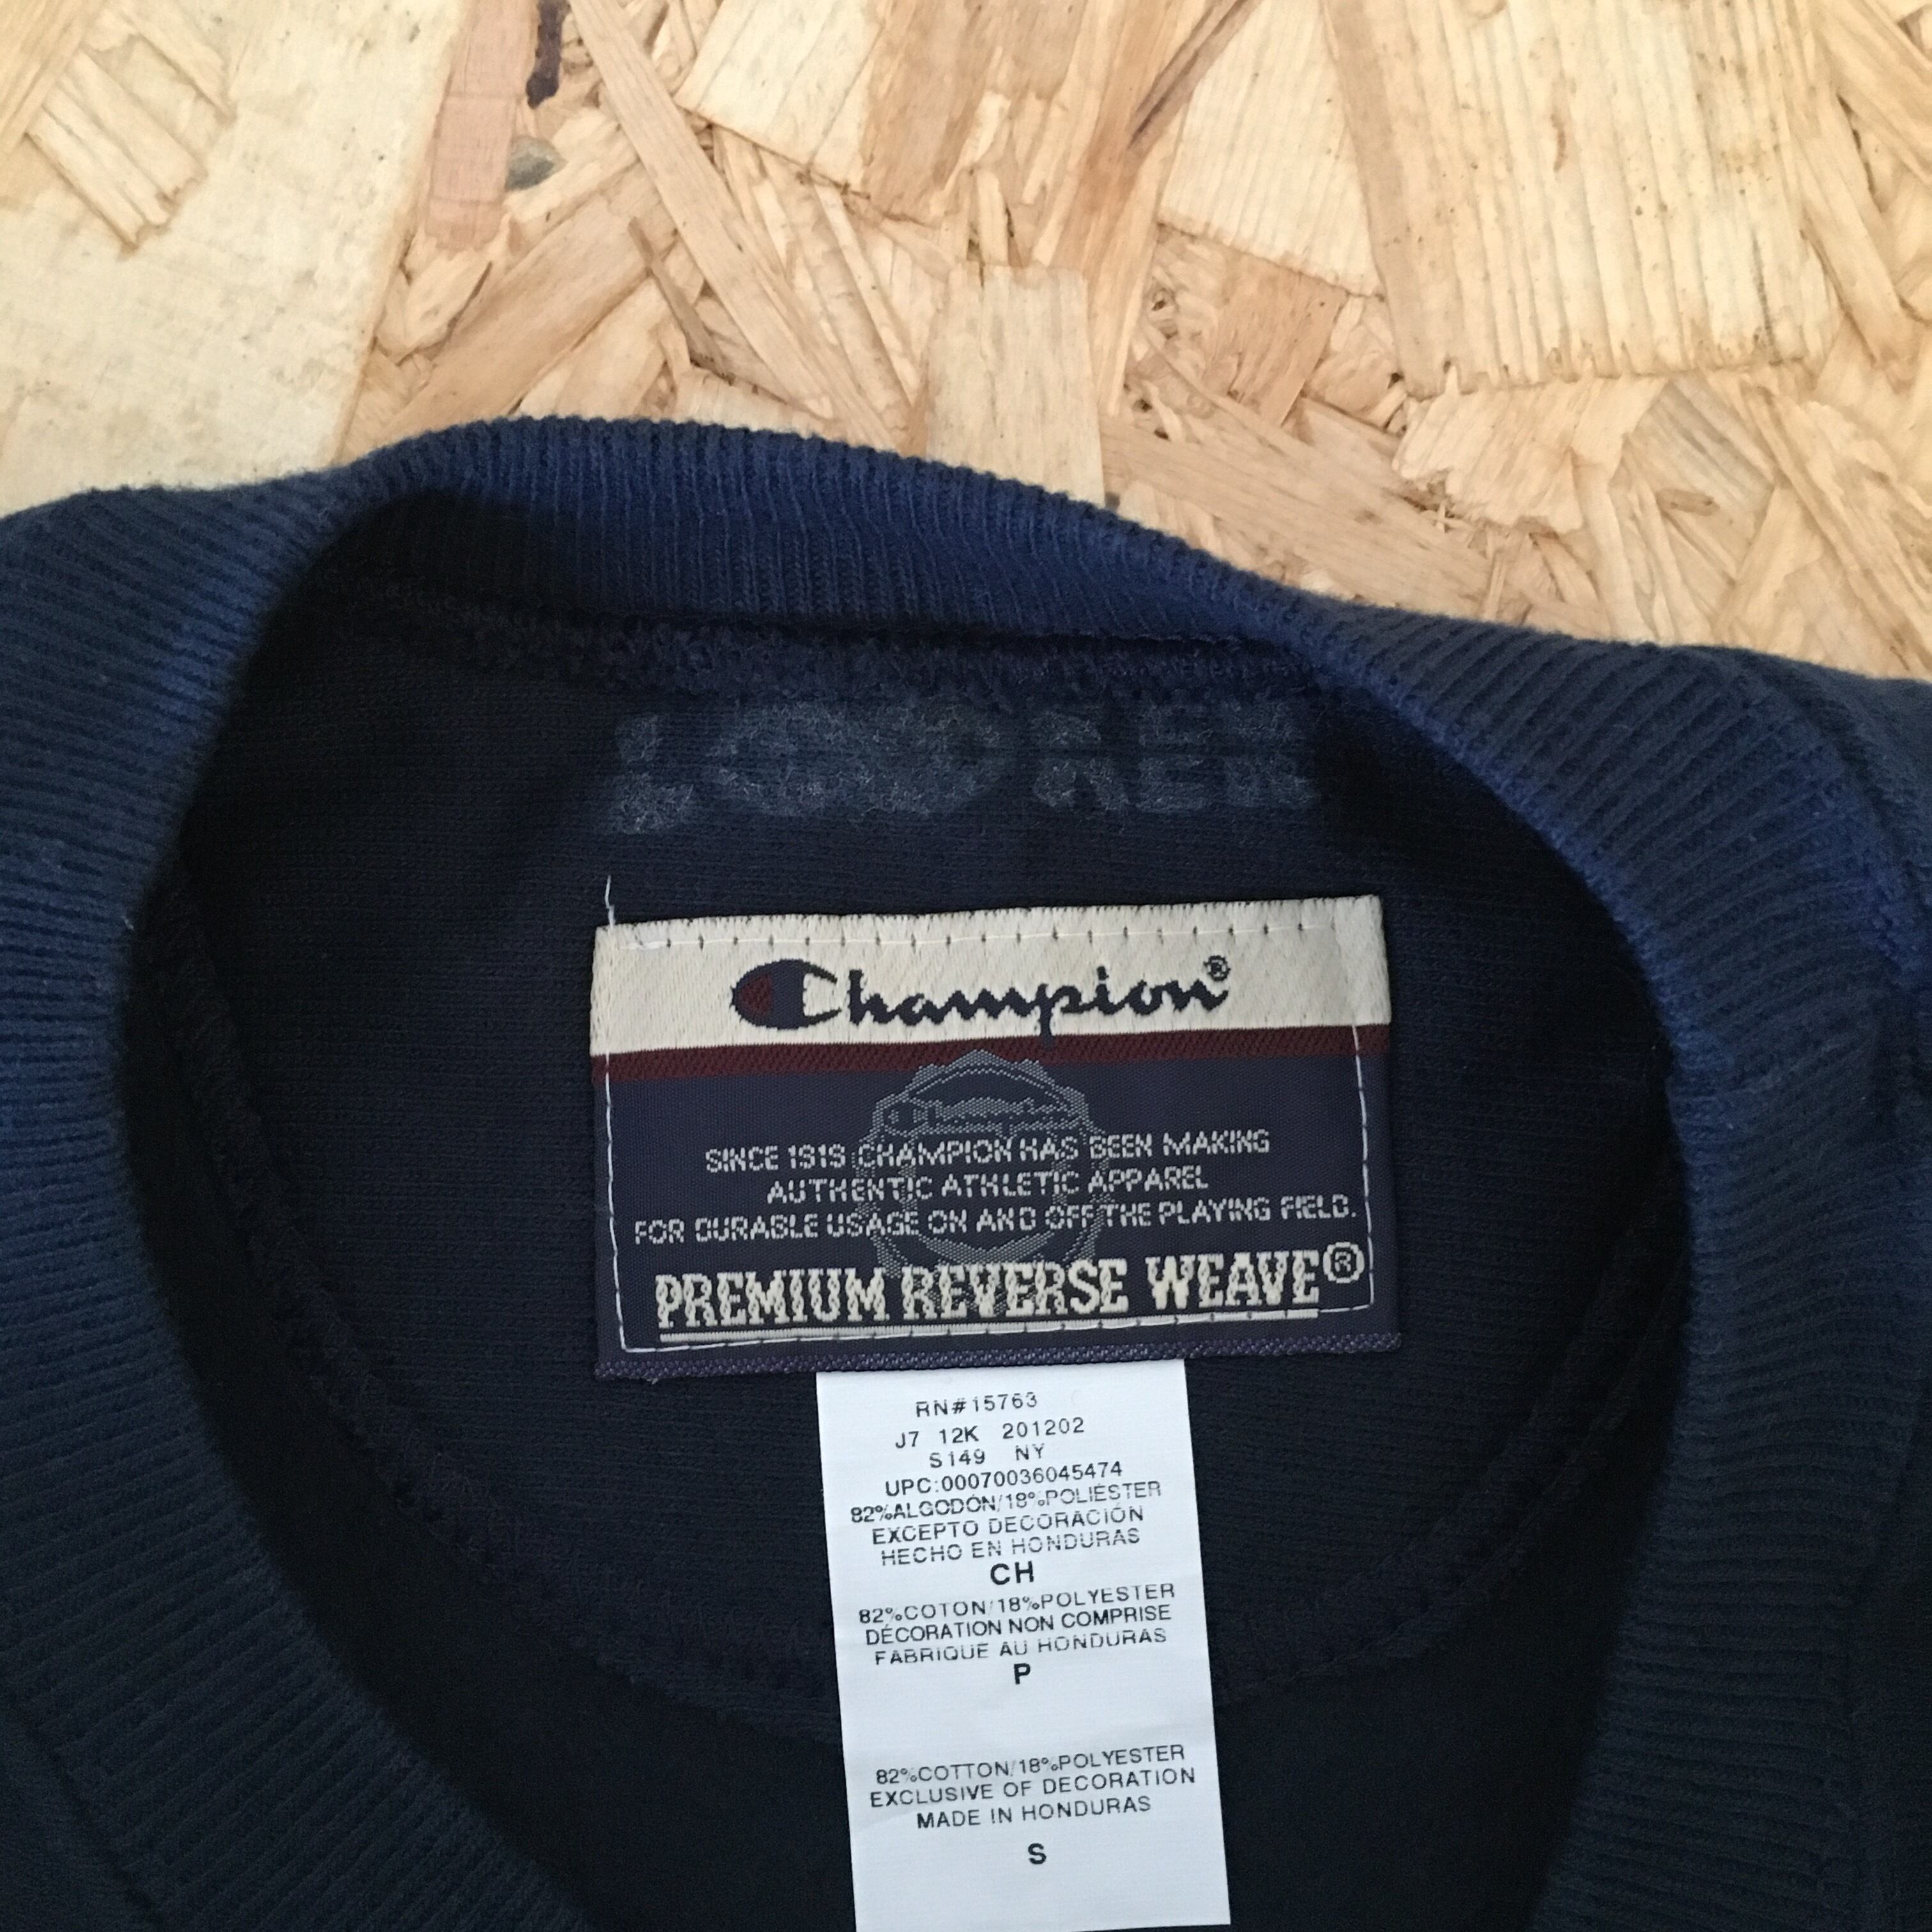 Champion®
SINCE 1919 CHAMPION HAS BEEN MAKING
AUTHENTIC ATHLETIC APPAREL
FOR DURABLE USAGE ON AND OFF THE PLAYING FIELD.
PREMIUM REVERSE WEAVE®
RN#15763
J7 12K 201202
S149 NY
UPC:00070036045474
82%ALGODÓN/18%POLIÉSTER
EXCEPTO DECORACIÓN
HECHO EN HONDURAS
CH
82%COTON/18%POLYESTER
DÉCORATION NON COMPRISE
FABRIQUE AU HONDURAS
P
82%COTTON/18%POLYESTER
EXCLUSIVE OF DECORATION
MADE IN HONDURAS
S